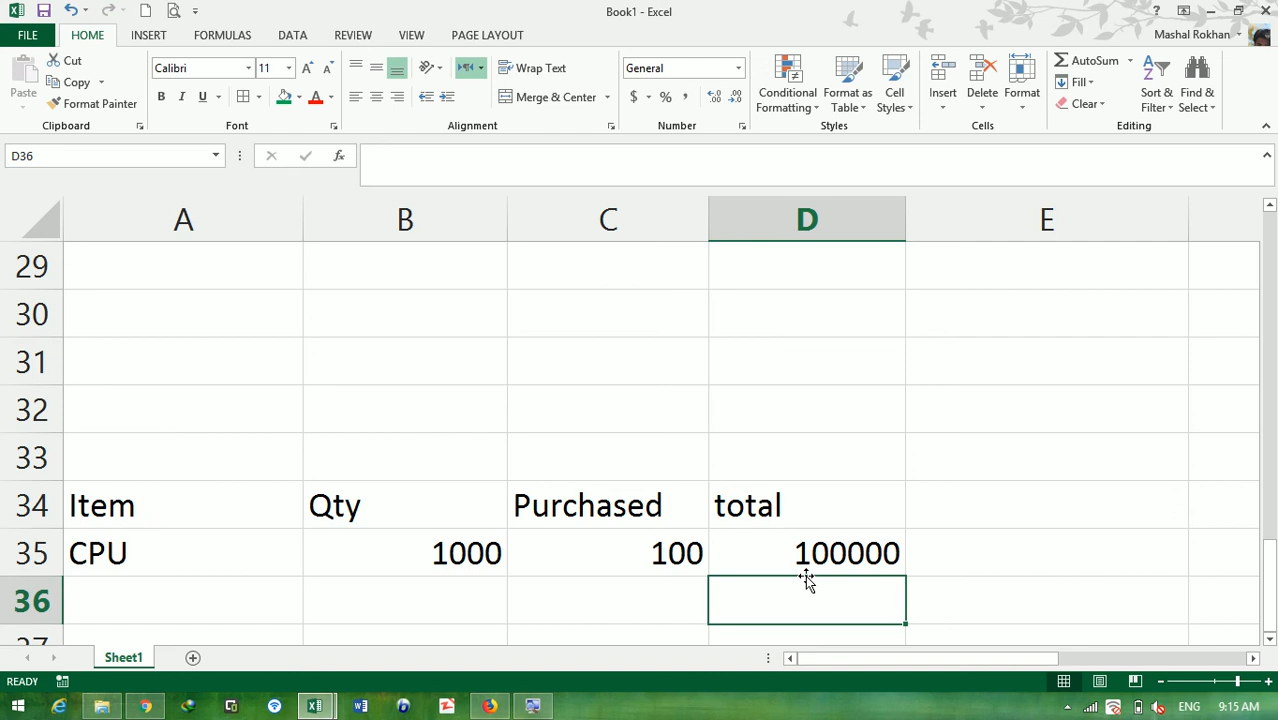 Book1 - Excel
?
FILE HOME INSERT FORMULAS DATA REVIEW VIEW PAGE LAYOUT Mashal Rokhan
Paste
Cut
Copy
Format Painter
Clipboard
Calibri 11
B I U
Font
Wrap Text
Merge & Center
Alignment
General
$ % ,
Number
Conditional Formatting
Format as Table
Cell Styles
Styles
Insert Delete Format
Cells
AutoSum
Fill
Clear
Sort & Filter
Find & Select
Editing
D36
fx
A B C D E
29
30
31
32
33
34 Item Qty Purchased total
35 CPU 1000 100 100000
36
37
Sheet1
READY
ENG 9:15 AM